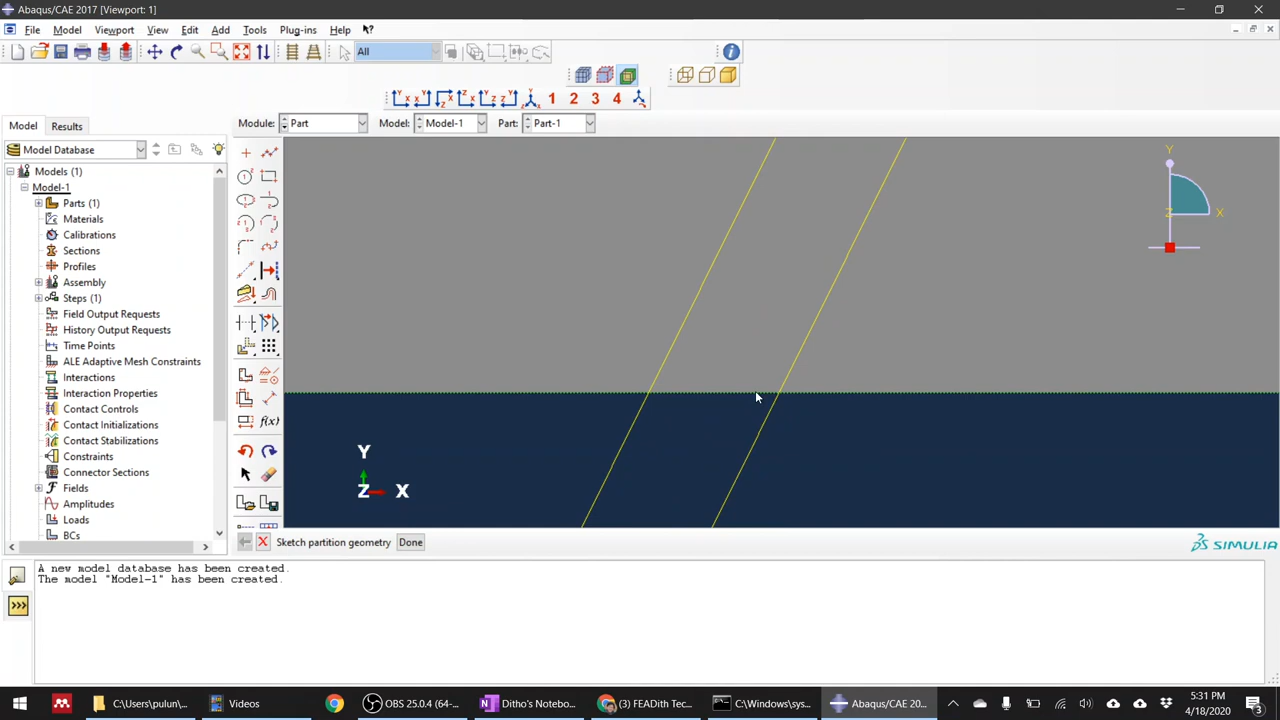 Abaqus/CAE 2017 [Viewport: 1]
File Model Viewport View Edit Add Tools Plug-ins Help
All
1 2 3 4
Model Results
Module: Part Model: Model-1 Part: Part-1
Model Database
Models (1)
Model-1
Parts (1)
Materials
Calibrations
Sections
Profiles
Assembly
Steps (1)
Field Output Requests
History Output Requests
Time Points
ALE Adaptive Mesh Constraints
Interactions
Interaction Properties
Contact Controls
Contact Initializations
Contact Stabilizations
Constraints
Connector Sections
Fields
Amplitudes
Loads
BCs
f(x)
Y
Z X
Y
Z X
Sketch partition geometry Done
SIMULIA
A new model database has been created.
The model "Model-1" has been created.
>>>
C:\Users\pulun\...
Videos
OBS 25.0.4 (64-...
Ditho's Notebo...
(3) FEADith Tec...
C:\Windows\sys...
Abaqus/CAE 20...
5:31 PM
4/18/2020
3